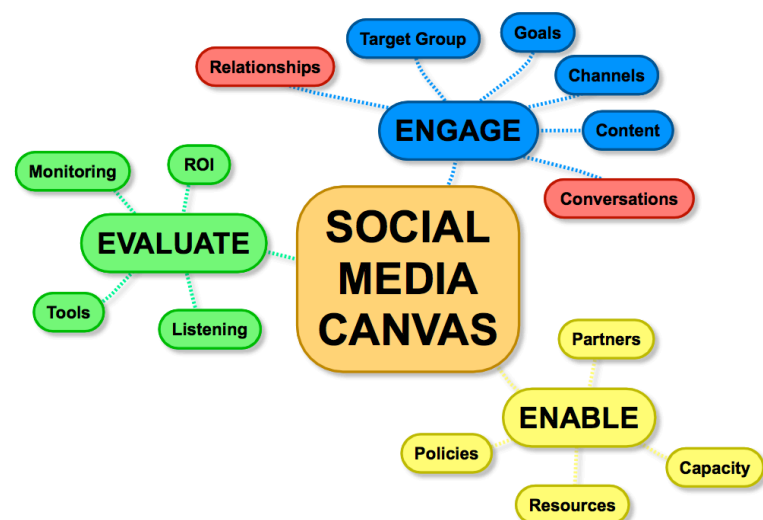 Target Group
Goals
Relationships
Channels
ENGAGE
Content
Conversations
Monitoring
ROI
EVALUATE
Tools
Listening
SOCIAL
MEDIA
CANVAS
Partners
ENABLE
Policies
Capacity
Resources